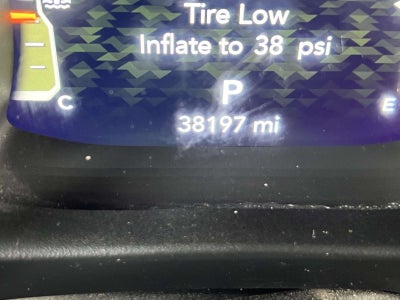 Tire Low
Inflate to 38 psi
P
C
E
38197 mi